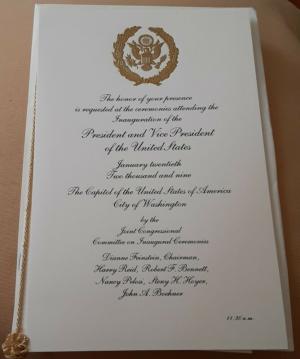 The honor of your presence
is requested at the ceremonies attending the
Inauguration of the
President and Vice President
of the United States
January twentieth
Two thousand and nine
The Capitol of the United States of America
City of Washington
by the
Joint Congressional
Committee on Inaugural Ceremonies
Dianne Feinstein, Chairman,
Harry Reid, Robert F. Bennett,
Nancy Pelosi, Steny H. Hoyer,
John A. Boehner
11:30 a.m.